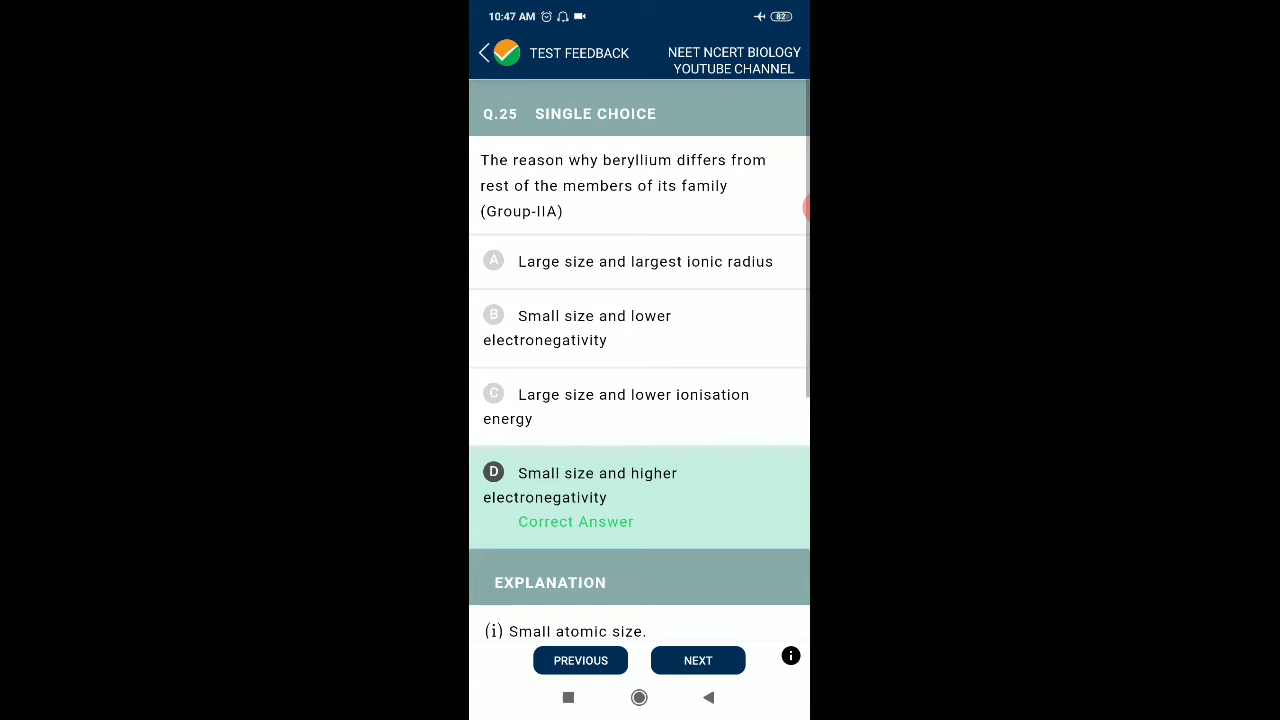 10:47 AM
82
TEST FEEDBACK
NEET NCERT BIOLOGY
YOUTUBE CHANNEL
Q.25 SINGLE CHOICE
The reason why beryllium differs from
rest of the members of its family
(Group-IIA)
A Large size and largest ionic radius
B Small size and lower
electronegativity
C Large size and lower ionisation
energy
D Small size and higher
electronegativity
Correct Answer
EXPLANATION
(i) Small atomic size.
PREVIOUS
NEXT
i